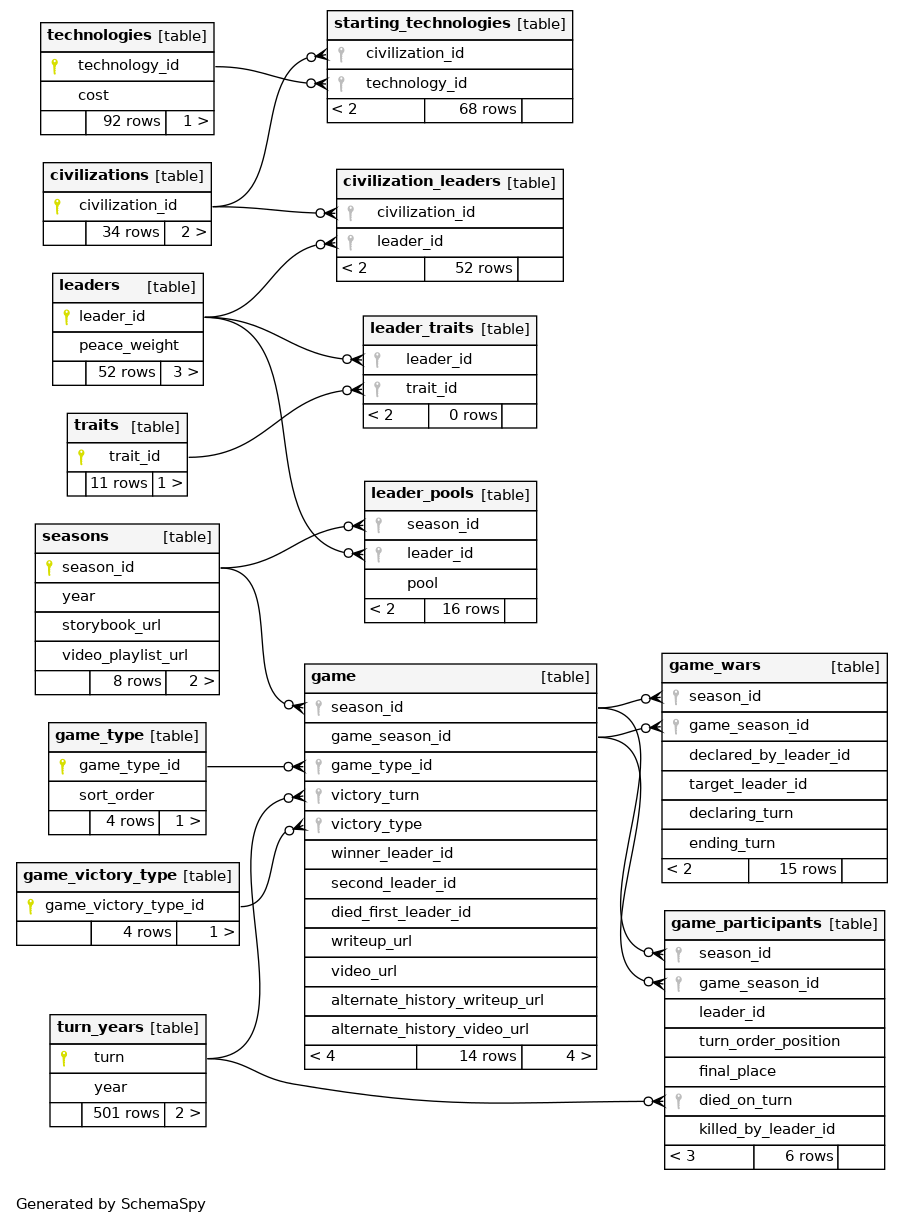 technologies [table]
technology_id
cost
92 rows 1 >
starting_technologies [table]
civilization_id
technology_id
< 2 68 rows
civilizations [table]
civilization_id
34 rows 2 >
civilization_leaders [table]
civilization_id
leader_id
< 2 52 rows
leaders [table]
leader_id
peace_weight
52 rows 3 >
leader_traits [table]
leader_id
trait_id
< 2 0 rows
traits [table]
trait_id
11 rows 1 >
leader_pools [table]
season_id
leader_id
pool
< 2 16 rows
seasons [table]
season_id
year
storybook_url
video_playlist_url
8 rows 2 >
game [table]
season_id
game_season_id
game_type_id
victory_turn
victory_type
winner_leader_id
second_leader_id
died_first_leader_id
writeup_url
video_url
alternate_history_writeup_url
alternate_history_video_url
< 4 14 rows 4 >
game_wars [table]
season_id
game_season_id
declared_by_leader_id
target_leader_id
declaring_turn
ending_turn
< 2 15 rows
game_type [table]
game_type_id
sort_order
4 rows 1 >
game_victory_type [table]
game_victory_type_id
4 rows 1 >
game_participants [table]
season_id
game_season_id
leader_id
turn_order_position
final_place
died_on_turn
killed_by_leader_id
< 3 6 rows
turn_years [table]
turn
year
501 rows 2 >
Generated by SchemaSpy